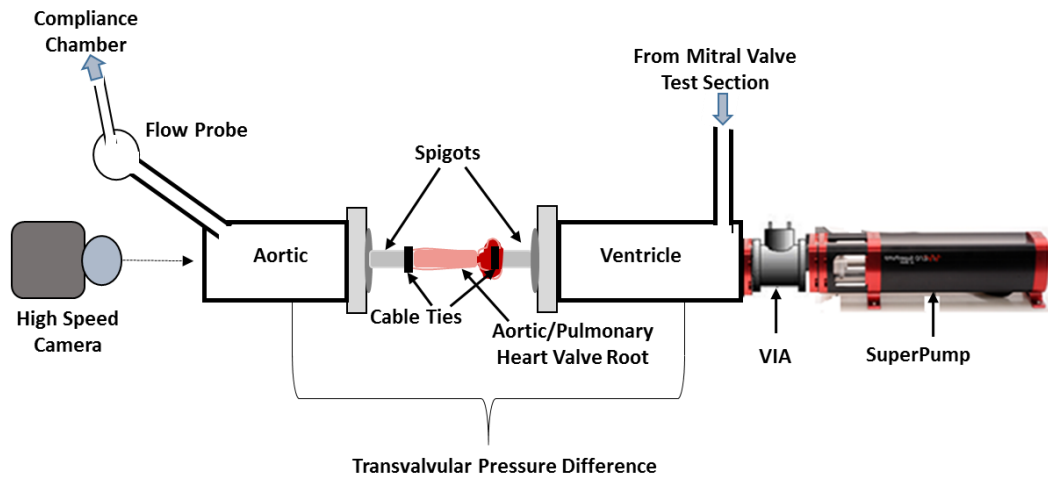 Compliance
Chamber
From Mitral Valve
Test Section
Flow Probe
Spigots
Aortic
Ventricle
High Speed
Camera
Cable Ties
Aortic/Pulmonary
Heart Valve Root
VIA
SuperPump
Transvalvular Pressure Difference